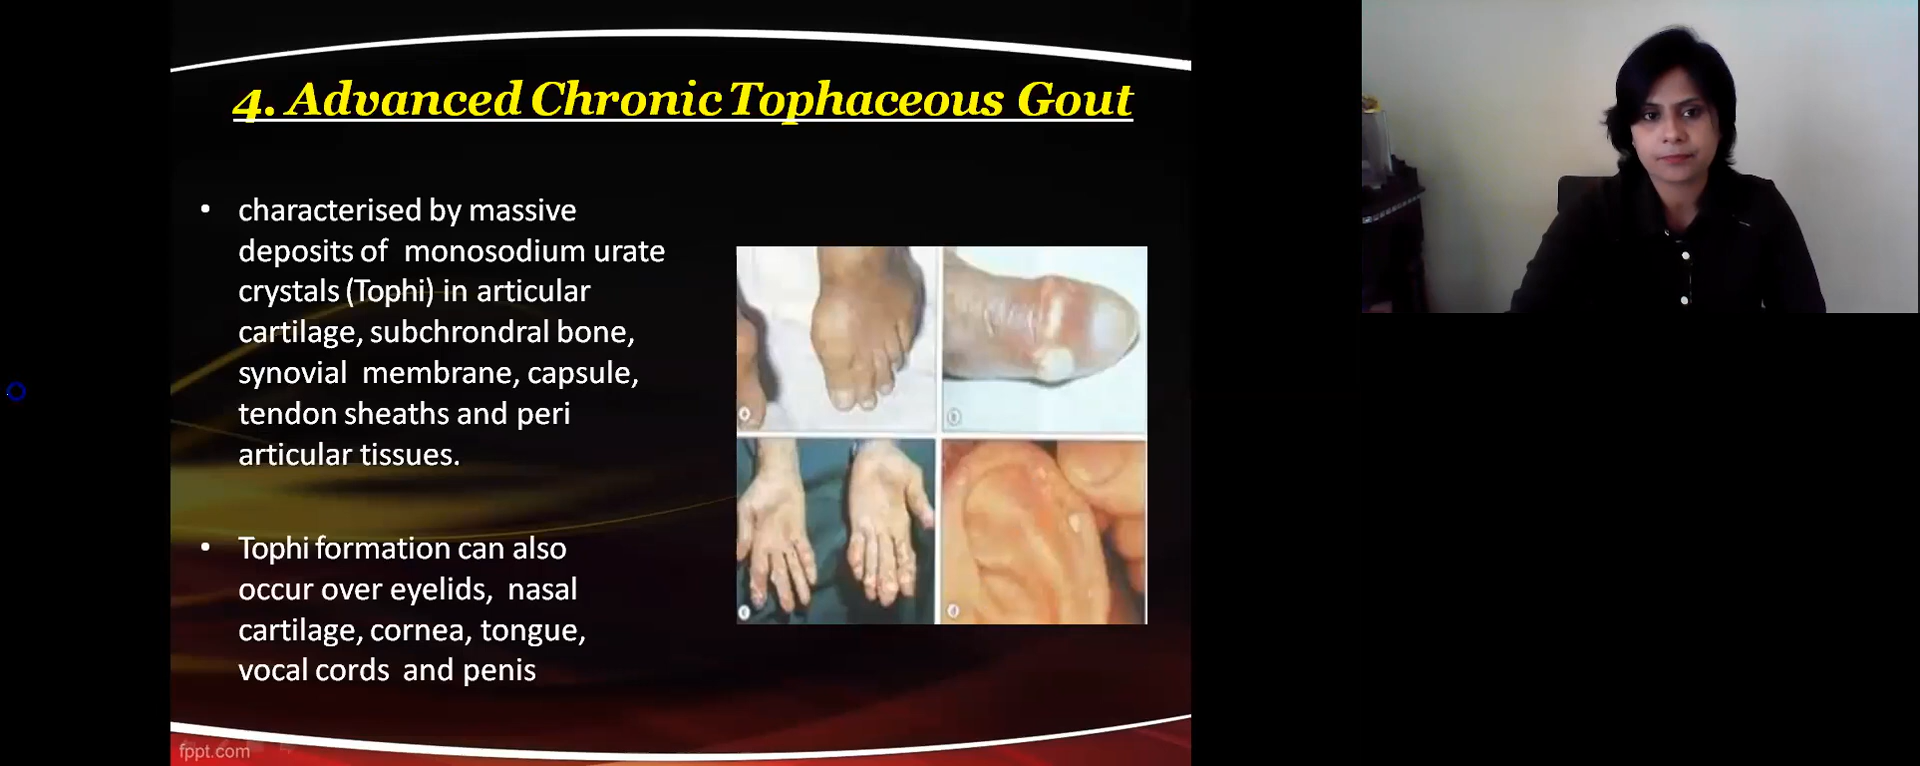 4. Advanced Chronic Tophaceous Gout
• characterised by massive
deposits of monosodium urate
crystals (Tophi) in articular
cartilage, subchrondral bone,
synovial membrane, capsule,
tendon sheaths and peri
articular tissues.
• Tophi formation can also
occur over eyelids, nasal
cartilage, cornea, tongue,
vocal cords and penis
fppt.com